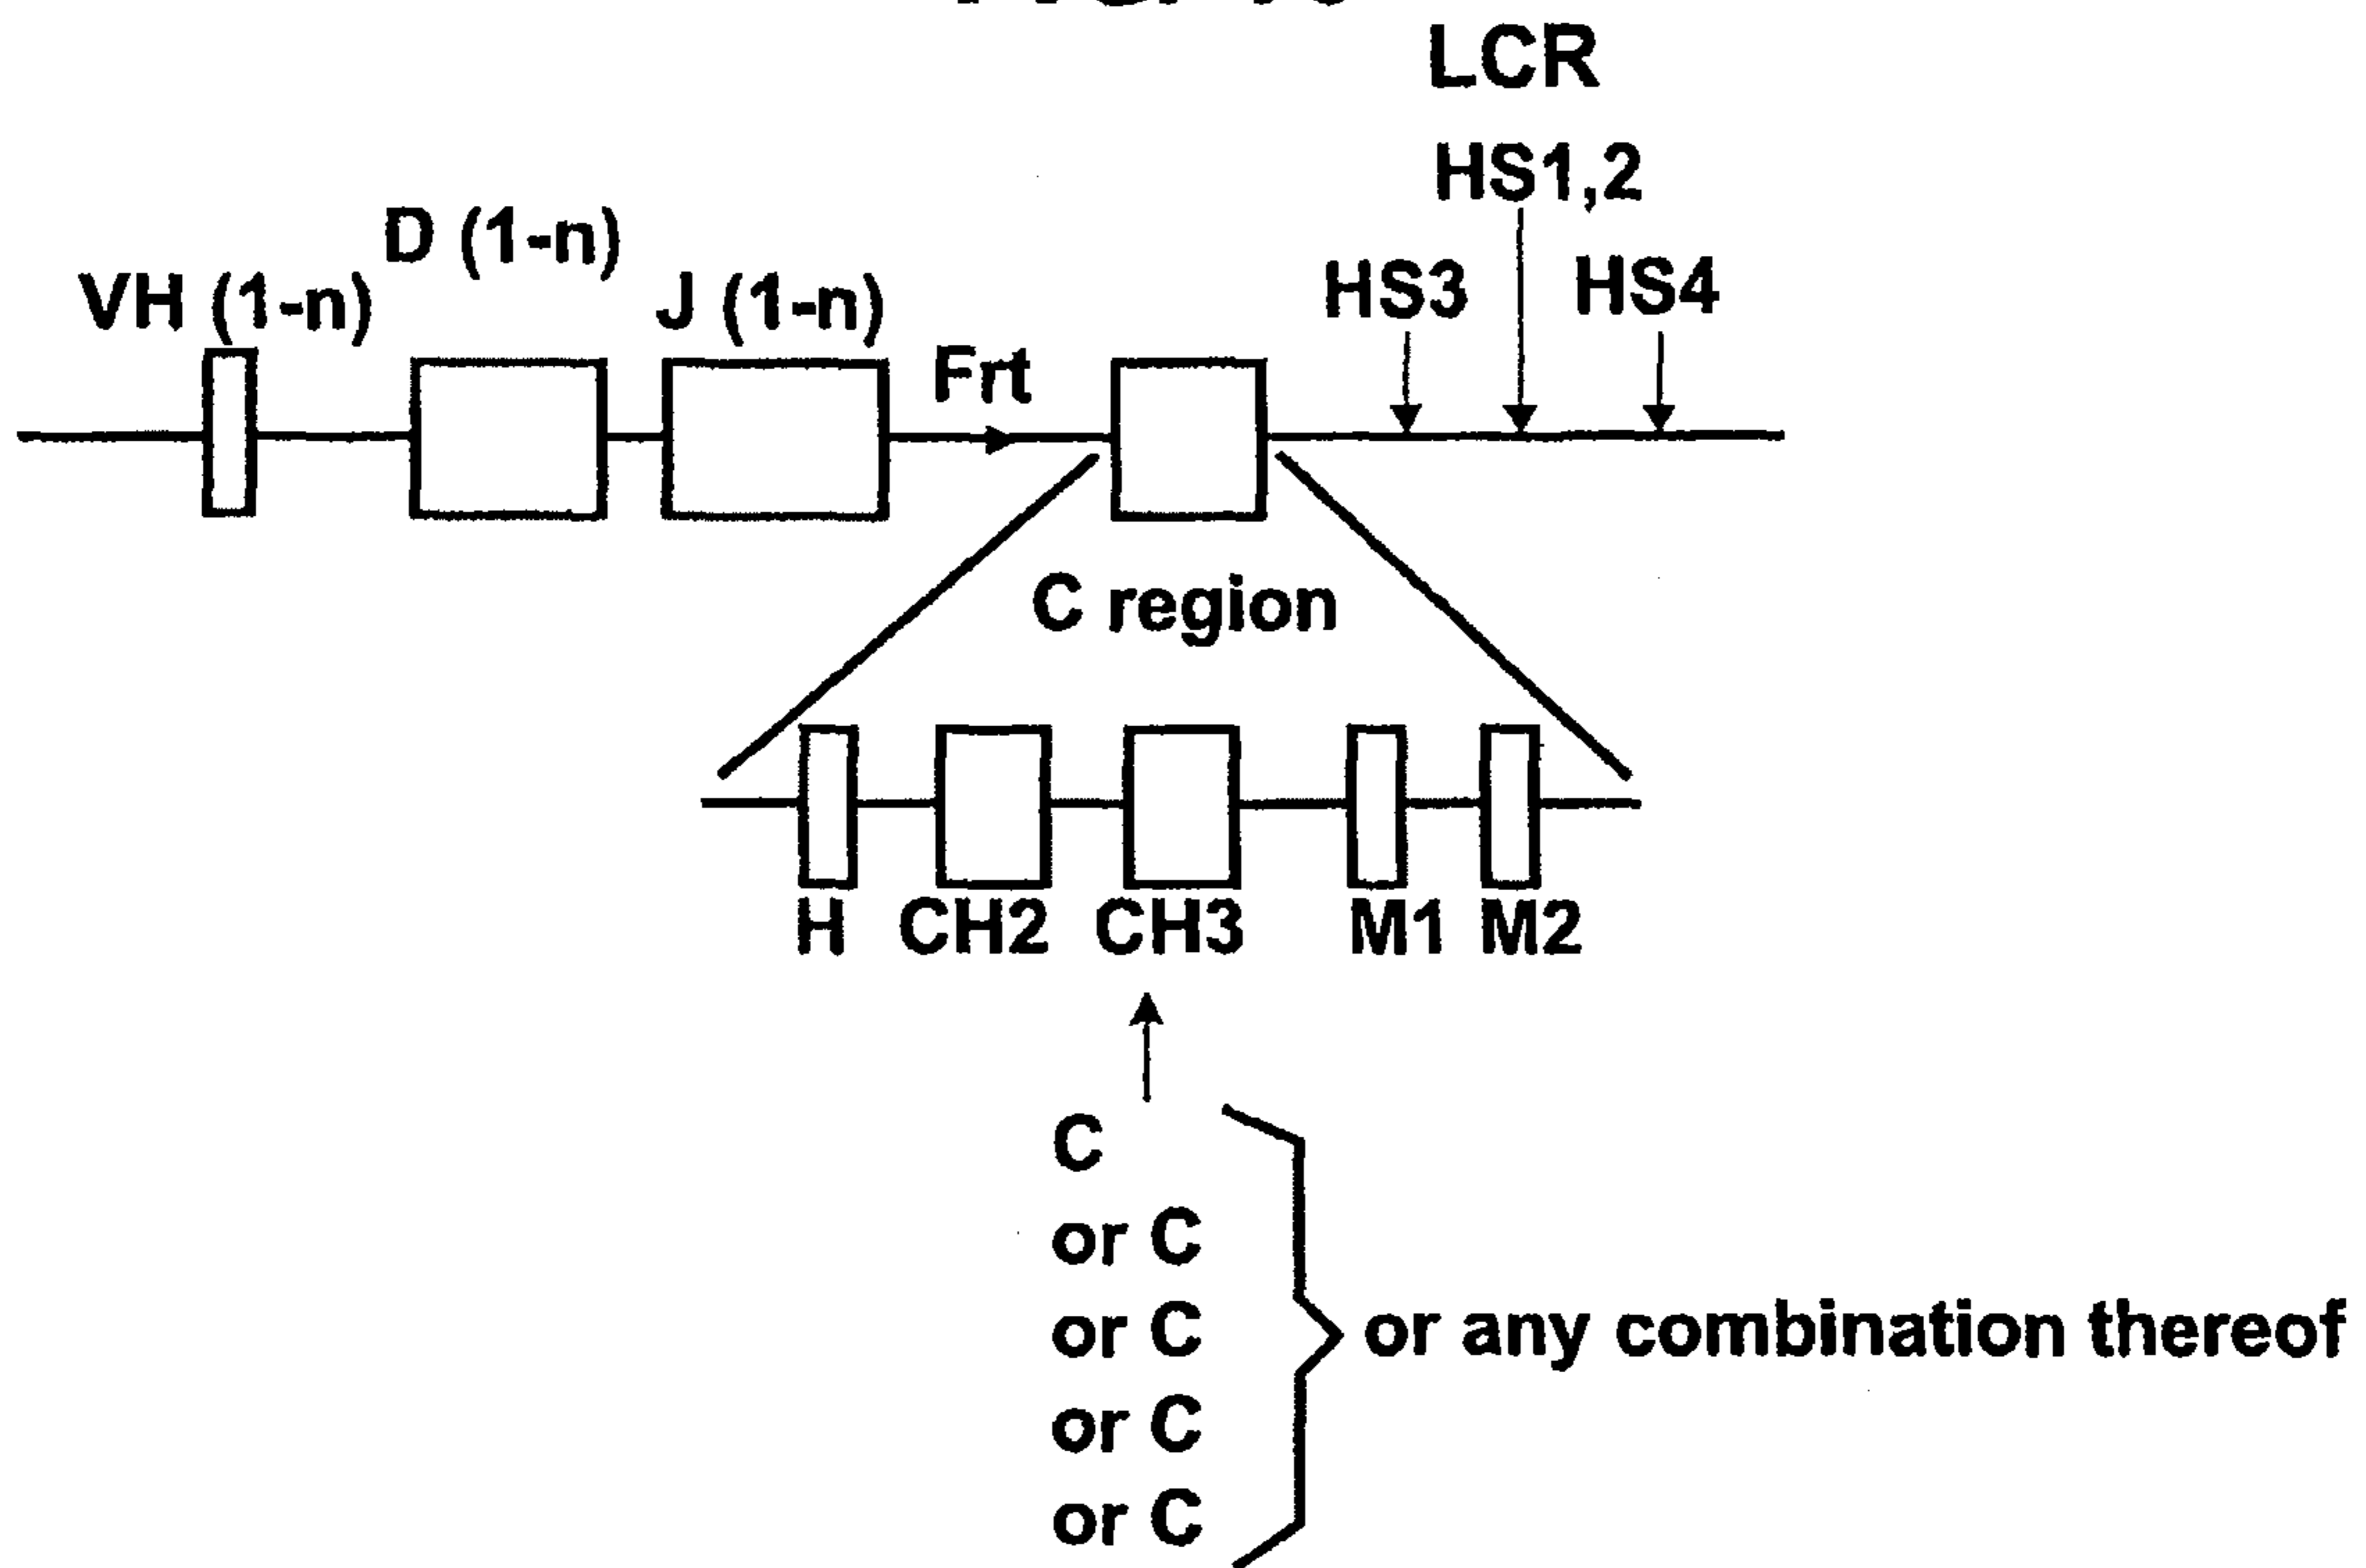 LCR
HS1,2
D (1-n)
HS3
HS4
VH (1-n)
J (1-n)
Frt
C region
H CH2 CH3 M1 M2
C
or C
or C
or any combination thereof
or C
or C